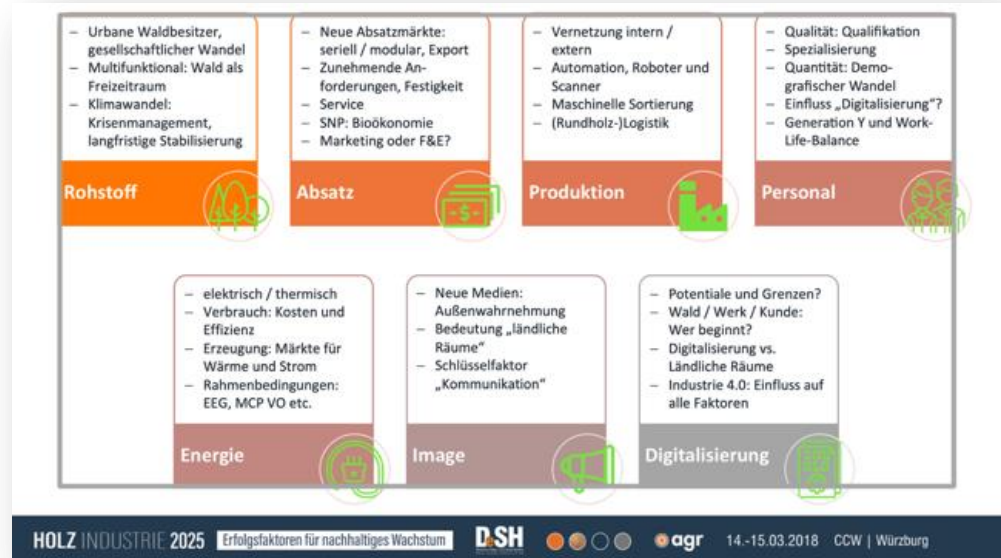 – Urbane Waldbesitzer,
gesellschaftlicher Wandel
– Multifunktional: Wald als
Freizeitraum
– Klimawandel:
Krisenmanagement,
langfristige Stabilisierung
Rohstoff
– Neue Absatzmärkte:
seriell / modular, Export
– Zunehmende An-
forderungen, Festigkeit
– Service
– SNP: Bioökonomie
– Marketing oder F&E?
Absatz
-$-
– Vernetzung intern /
extern
– Automation, Roboter und
Scanner
– Maschinelle Sortierung
– (Rundholz-)Logistik
Produktion
– Qualität: Qualifikation
– Spezialisierung
– Quantität: Demo-
grafischer Wandel
– Einfluss „Digitalisierung“?
– Generation Y und Work-
Life-Balance
Personal
– elektrisch / thermisch
– Verbrauch: Kosten und
Effizienz
– Erzeugung: Märkte für
Wärme und Strom
– Rahmenbedingungen:
EEG, MCP VO etc.
Energie
– Neue Medien:
Außenwahrnehmung
– Bedeutung „ländliche
Räume“
– Schlüsselfaktor
„Kommunikation“
Image
– Potentiale und Grenzen?
– Wald / Werk / Kunde:
Wer beginnt?
– Digitalisierung vs.
Ländliche Räume
– Industrie 4.0: Einfluss auf
alle Faktoren
Digitalisierung
HOLZ INDUSTRIE 2025 Erfolgsfaktoren für nachhaltiges Wachstum D&SH agr 14.-15.03.2018 CCW | Würzburg